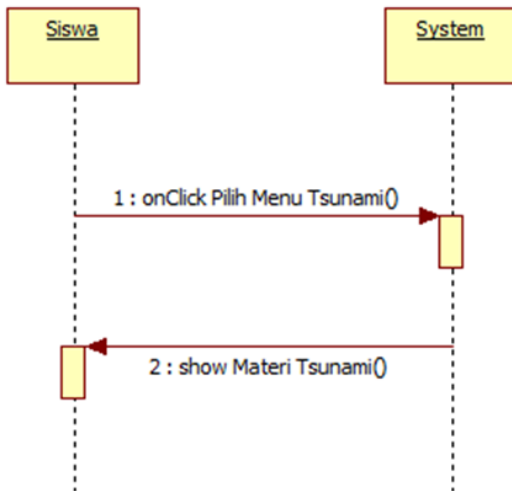 Siswa
System
1 : onClick Pilih Menu Tsunami()
2 : show Materi Tsunami()